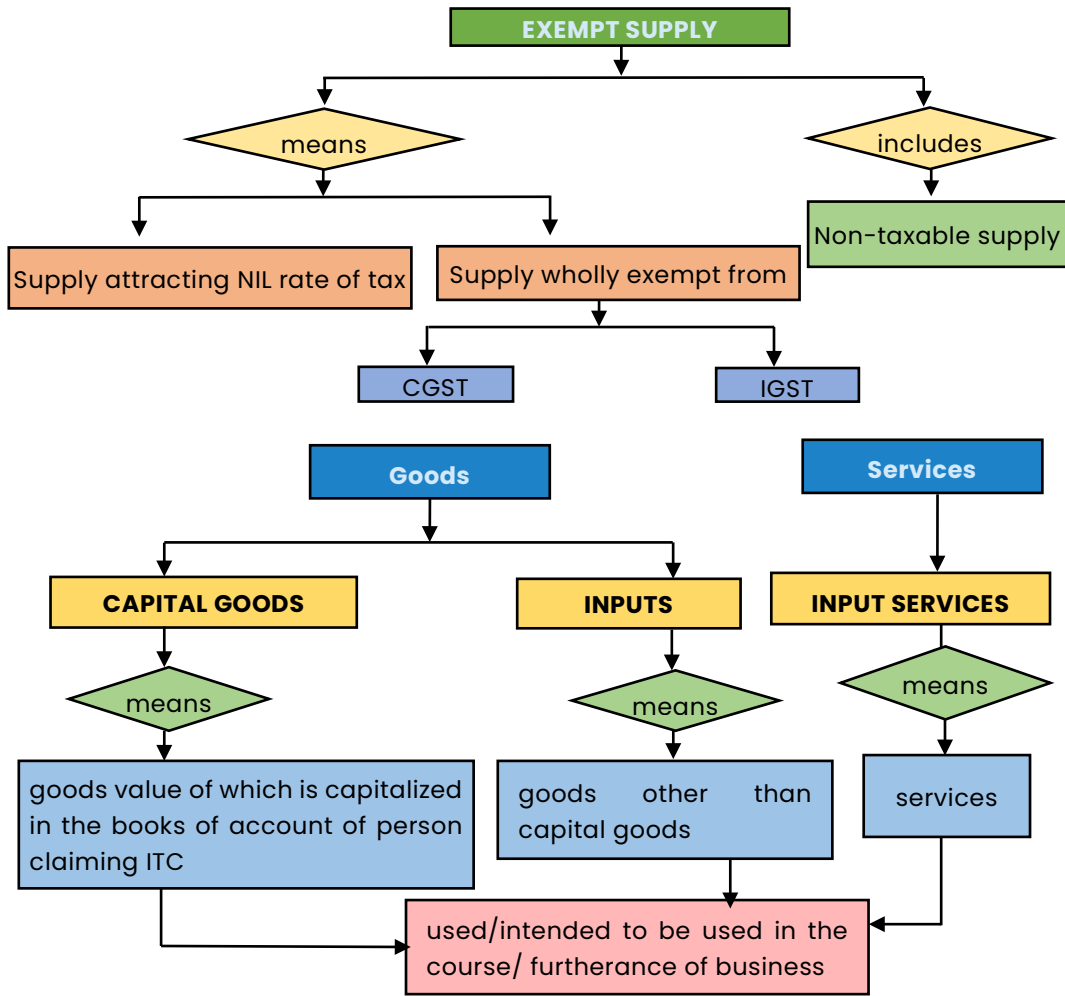 EXEMPT SUPPLY
means
includes
Supply attracting NIL rate of tax
Supply wholly exempt from
Non-taxable supply
CGST
IGST
Goods
Services
CAPITAL GOODS
INPUTS
INPUT SERVICES
means
means
means
goods value of which is capitalized
in the books of account of person
claiming ITC
goods other than
capital goods
services
used/intended to be used in the
course/ furtherance of business